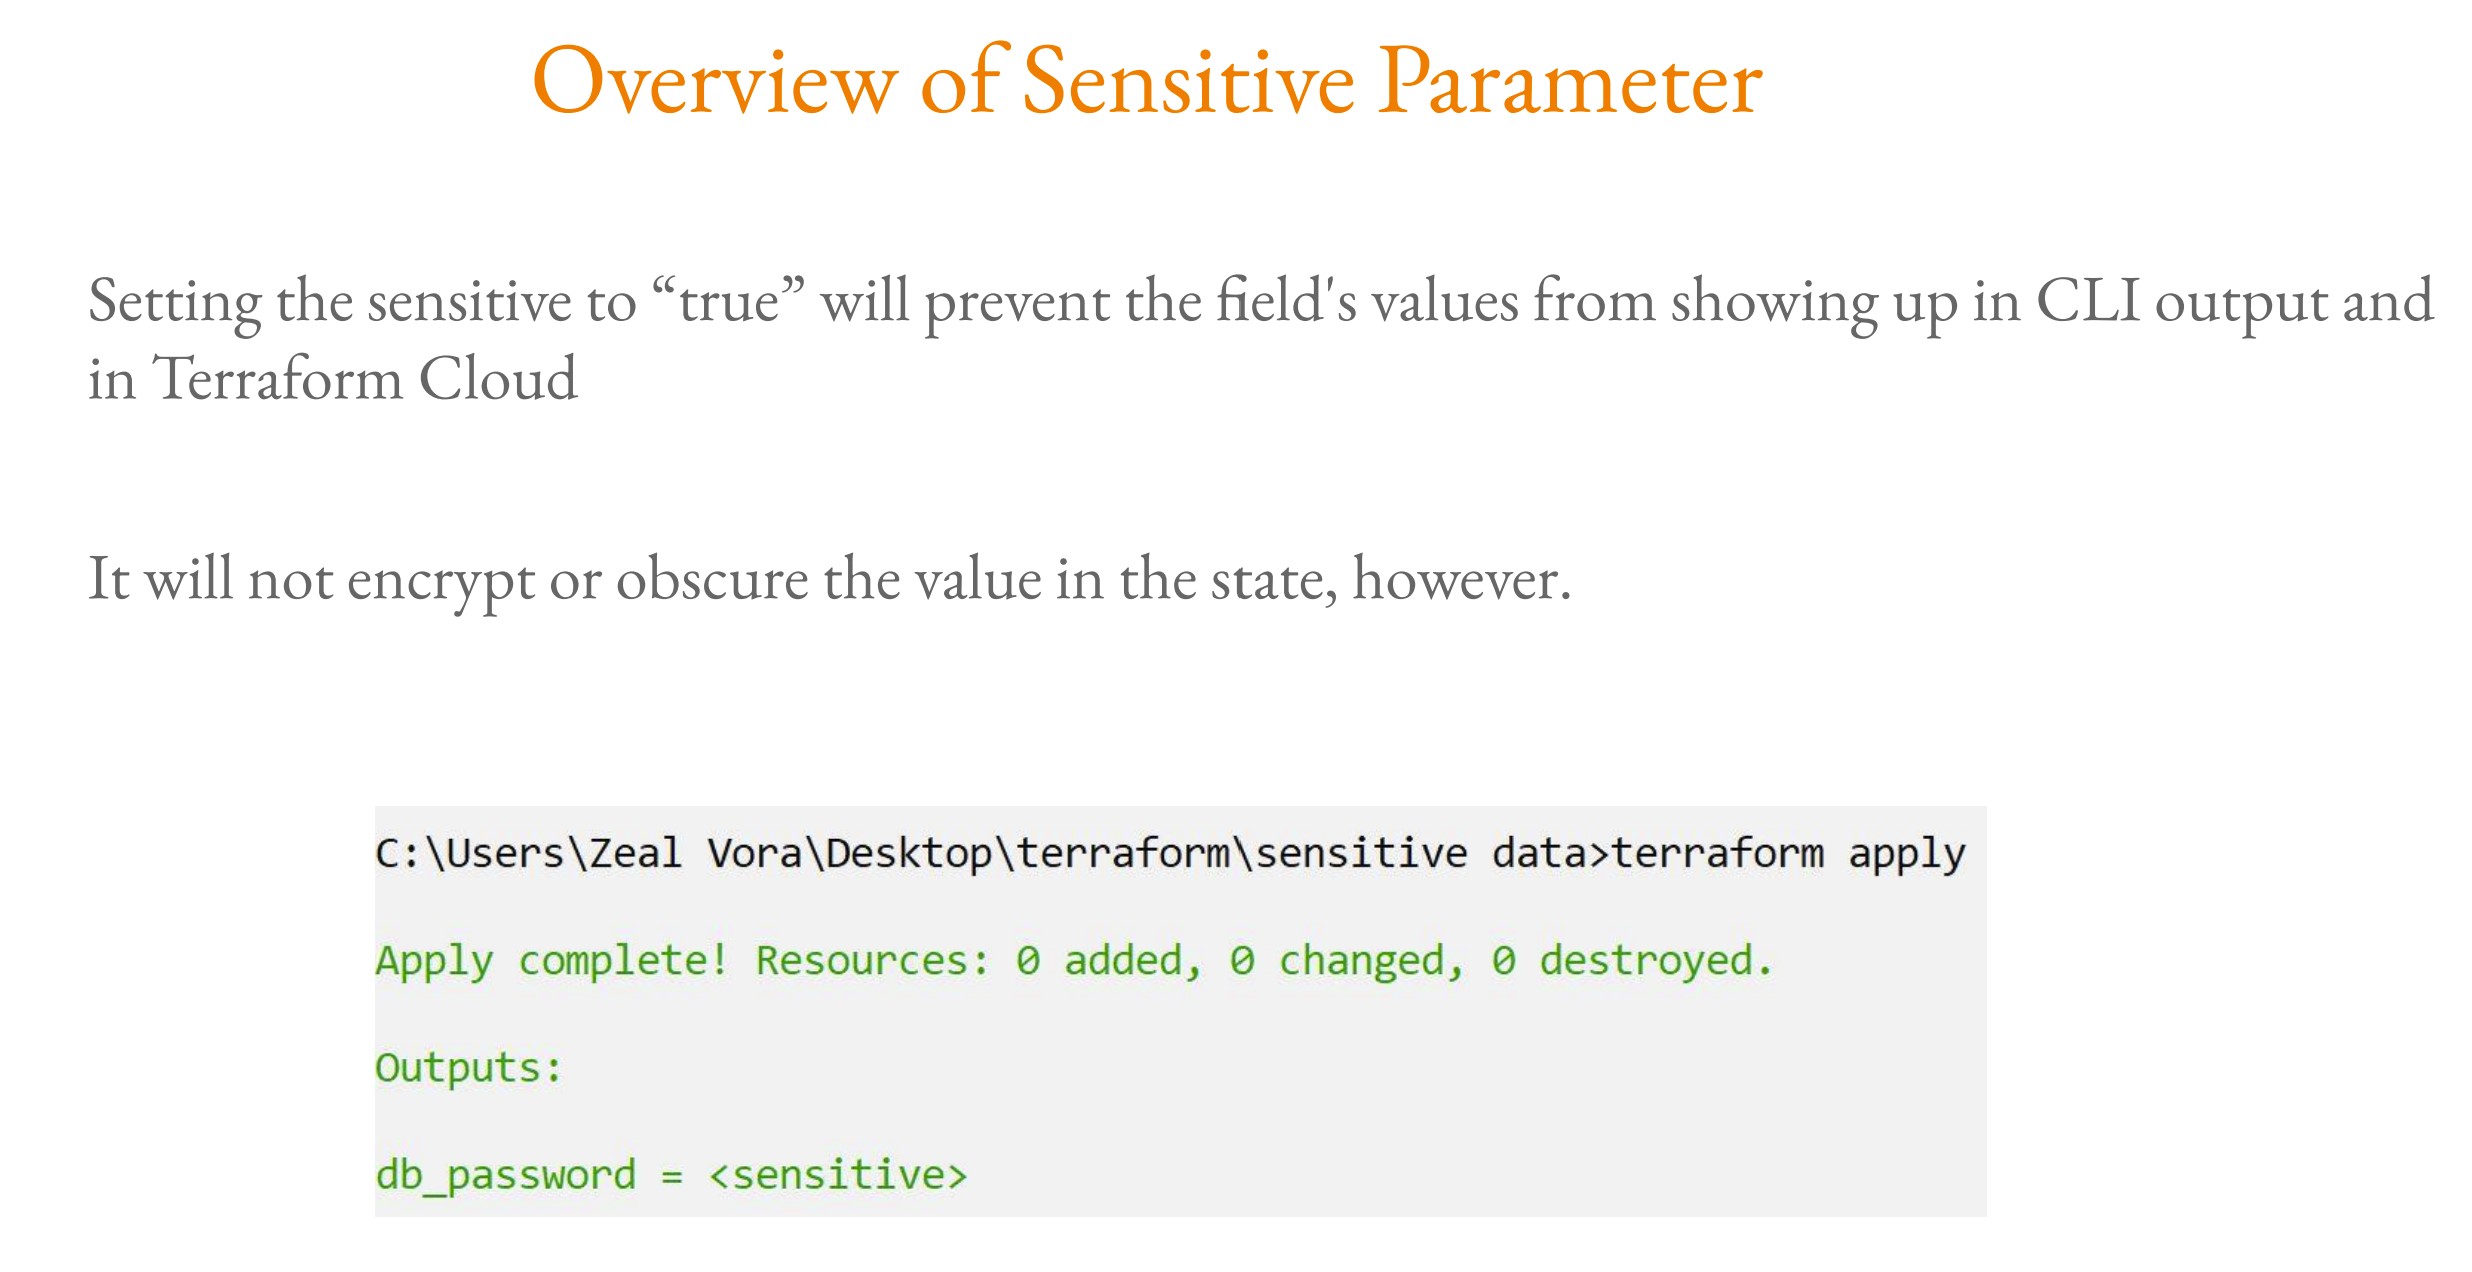 Overview of Sensitive Parameter
Setting the sensitive to “true” will prevent the field's values from showing up in CLI output and
in Terraform Cloud
It will not encrypt or obscure the value in the state, however.
C:\Users\Zeal Vora\Desktop\terraform\sensitive data>terraform apply
Apply complete! Resources: 0 added, 0 changed, 0 destroyed.
Outputs:
db_password = <sensitive>